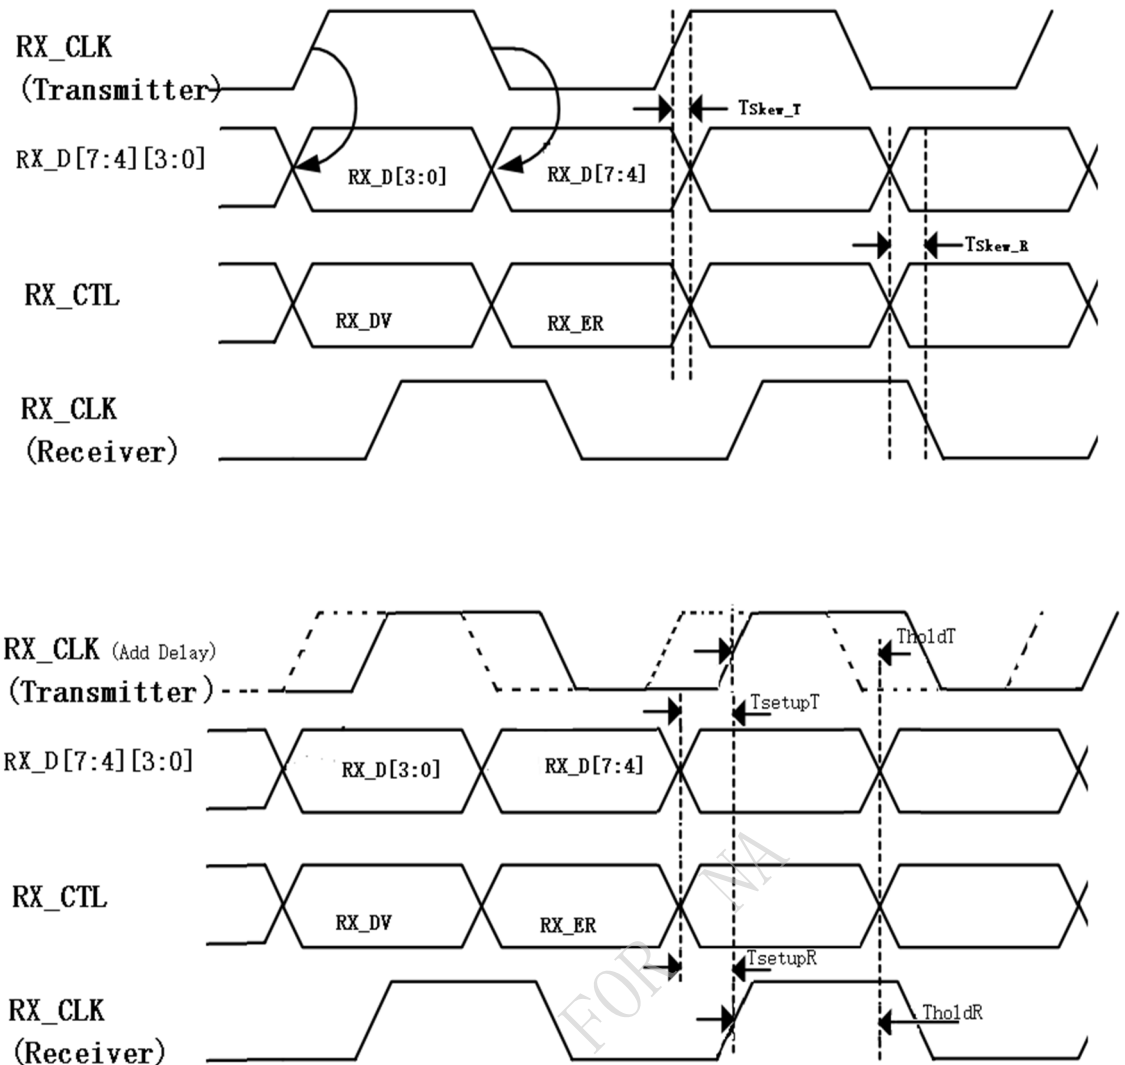 RX_CLK
(Transmitter)
Tskew_T
RX_D[7:4][3:0]
RX_D[3:0]
RX_D[7:4]
Tskew_R
RX_CTL
RX_DV
RX_ER
RX_CLK
(Receiver)
RX_CLK (Add Delay)
(Transmitter)
TholdT
TsetupT
RX_D[7:4][3:0]
RX_D[3:0]
RX_D[7:4]
RX_CTL
RX_DV
RX_ER
FOR NA
TsetupR
RX_CLK
(Receiver)
TholdR